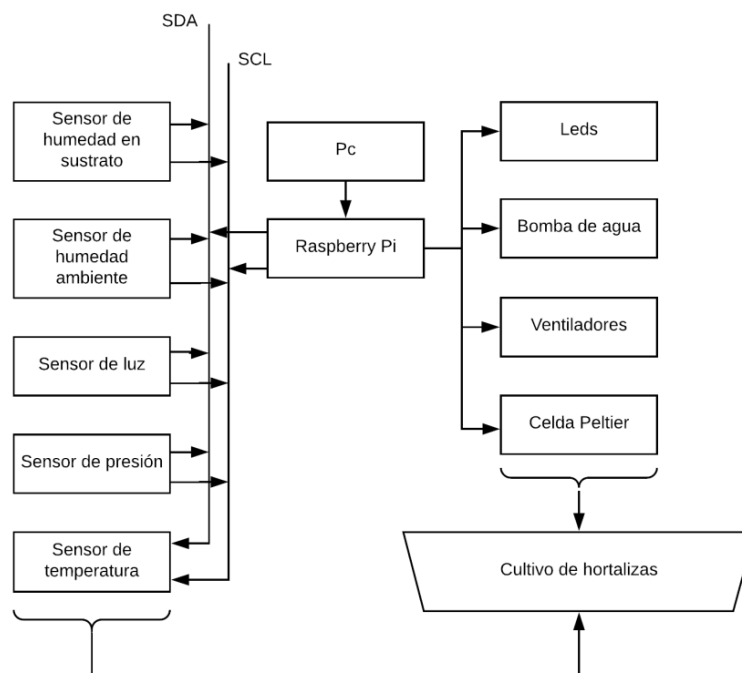 SDA
SCL
Sensor de
humedad en
sustrato
Pc
Leds
Sensor de
humedad
ambiente
Raspberry Pi
Bomba de agua
Sensor de luz
Ventiladores
Sensor de presión
Celda Peltier
Sensor de
temperatura
Cultivo de hortalizas